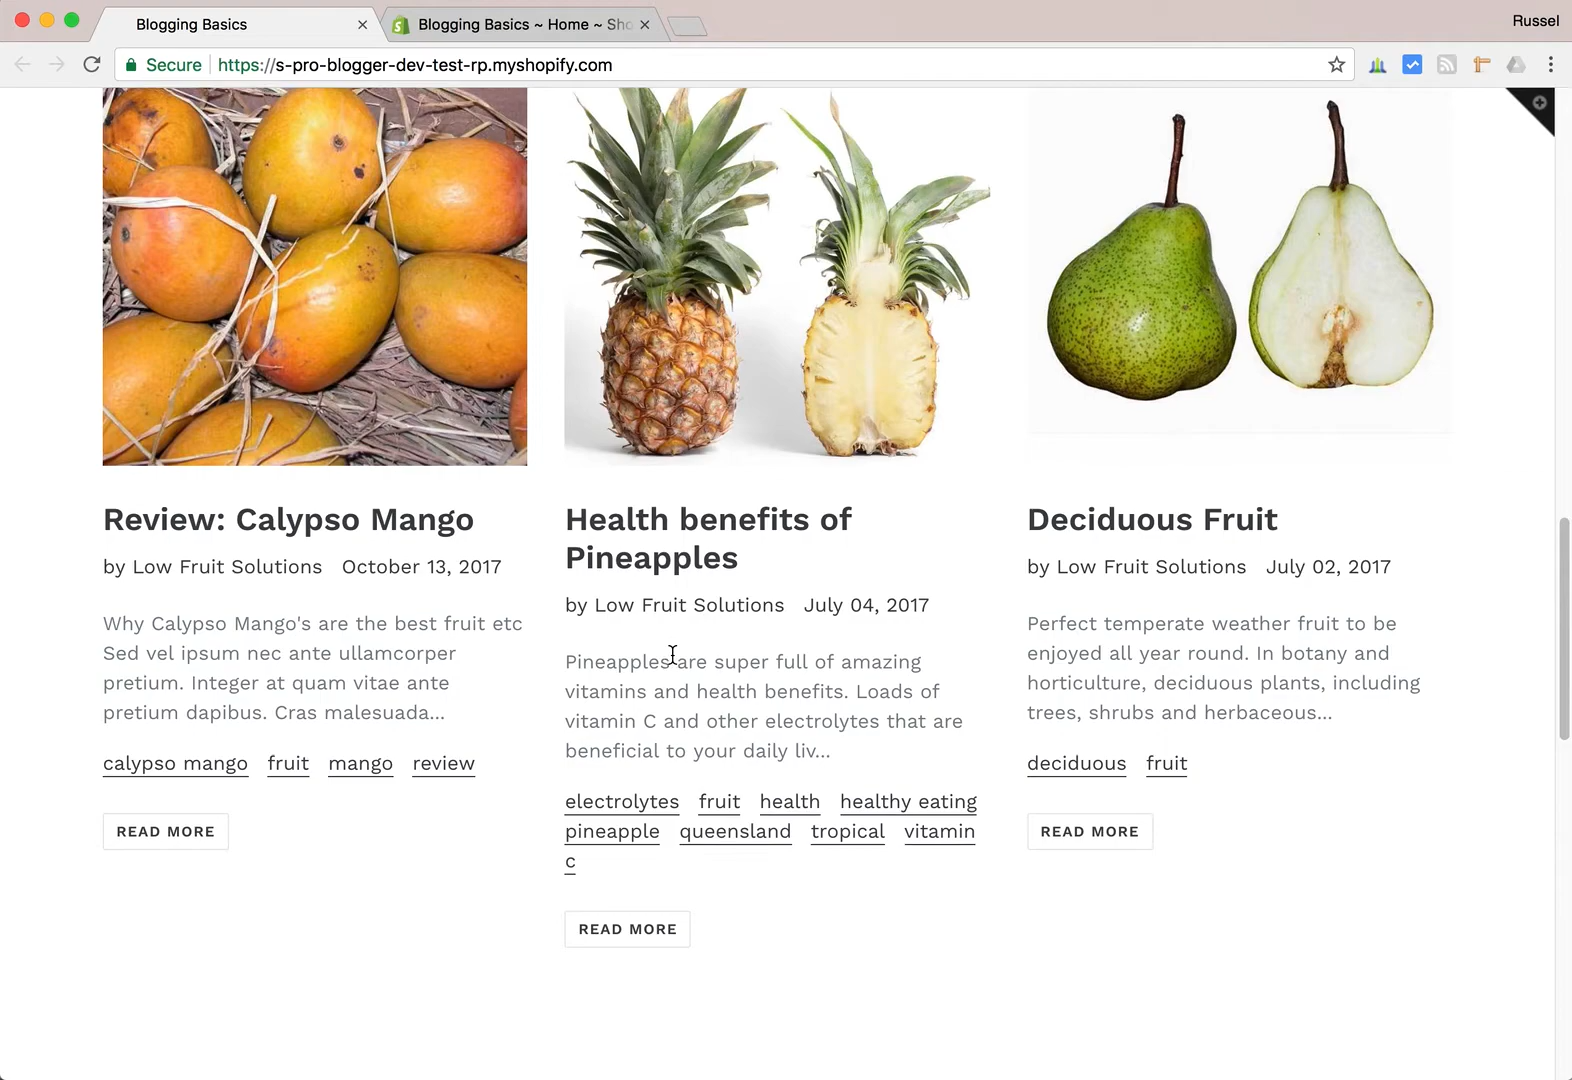 Blogging Basics
Blogging Basics ~ Home ~ Sho
Russel
Secure
https://s-pro-blogger-dev-test-rp.myshopify.com
Review: Calypso Mango
by Low Fruit Solutions October 13, 2017
Why Calypso Mango's are the best fruit etc
Sed vel ipsum nec ante ullamcorper
pretium. Integer at quam vitae ante
pretium dapibus. Cras malesuada...
calypso mango fruit mango review
READ MORE
Health benefits of
Pineapples
by Low Fruit Solutions July 04, 2017
Pineapples are super full of amazing
vitamins and health benefits. Loads of
vitamin C and other electrolytes that are
beneficial to your daily liv...
electrolytes fruit health healthy eating
pineapple queensland tropical vitamin
c
READ MORE
Deciduous Fruit
by Low Fruit Solutions July 02, 2017
Perfect temperate weather fruit to be
enjoyed all year round. In botany and
horticulture, deciduous plants, including
trees, shrubs and herbaceous...
deciduous fruit
READ MORE